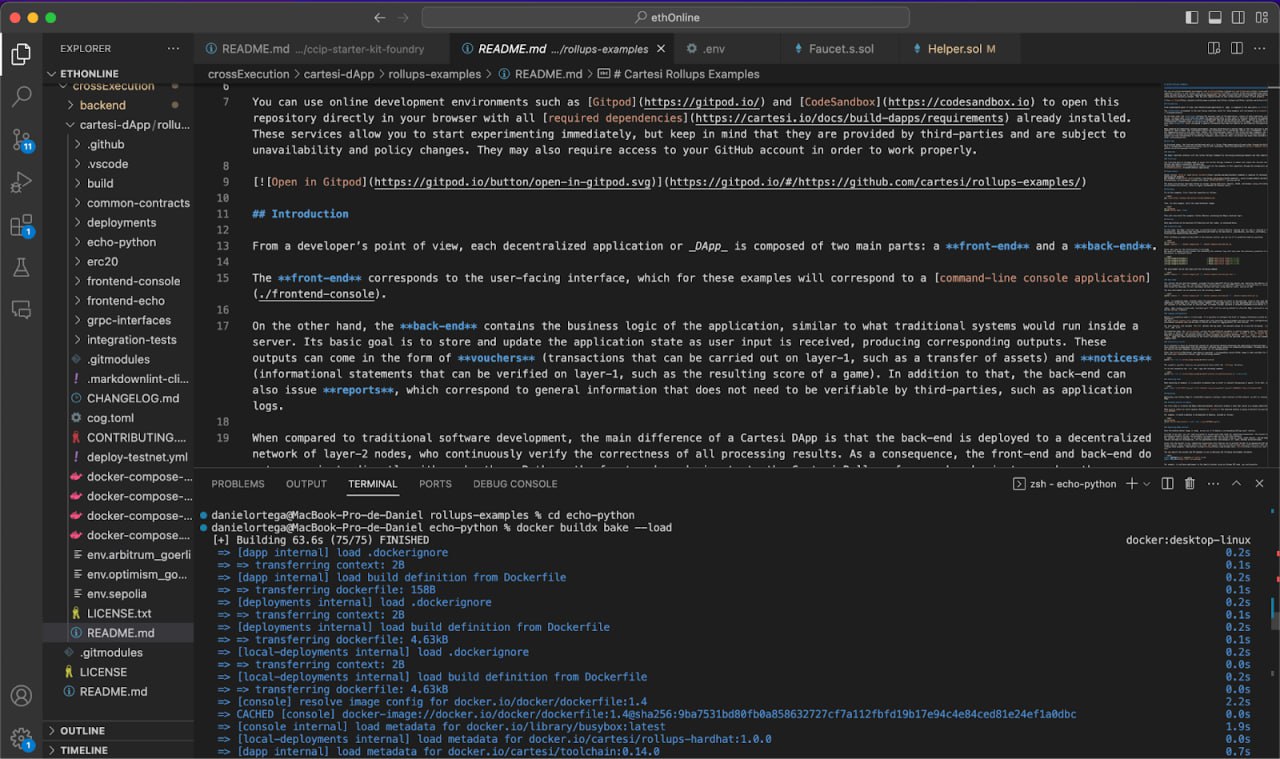 ethOnline
EXPLORER
README.md .../ccip-starter-kit-foundry
README.md .../rollups-examples
.env
Faucet.s.sol
Helper.sol M
crossExecution > cartesi-dApp > rollups-examples > README.md > # Cartesi Rollups Examples
ETHONLINE
crossExecution
backend
cartesi-dApp/rollu...
.github
.vscode
build
common-contracts
deployments
echo-python
erc20
frontend-console
frontend-echo
grpc-interfaces
integration-tests
.gitmodules
.markdownlint-cli...
CHANGELOG.md
cog.toml
CONTRIBUTING....
deploy-testnet.yml
docker-compose-...
docker-compose-...
docker-compose-...
docker-compose-...
env.arbitrum_goerli
env.optimism_go...
env.sepolia
LICENSE.txt
README.md
.gitmodules
LICENSE
README.md
OUTLINE
TIMELINE
11
1
1
6
7 You can use online development environments such as [Gitpod](https://gitpod.io/) and [CodeSandbox](https://codesandbox.io) to open this
repository directly in your browser with all [required dependencies](https://docs.cartesi.io/cartesi-rollups/build-dapps/requirements) already installed.
These services allow you to start experimenting immediately, but keep in mind that they are provided by third-parties and are subject to
unavailability and policy changes. They may also require access to your GitHub account in order to work properly.
8
9 [![Open in Gitpod](https://gitpod.io/button/open-in-gitpod.svg)](https://gitpod.io/#https://github.com/cartesi/rollups-examples/)
10
11 ## Introduction
12
13 From a developer's point of view, each decentralized application or _DApp_ is composed of two main parts: a **front-end** and a **back-end**.
14
15 The **front-end** corresponds to the user-facing interface, which for these examples will correspond to a [command-line console application]
(./frontend-console).
16
17 On the other hand, the **back-end** contains the business logic of the application, similar to what traditional systems would run inside a
server. Its basic goal is to store and update the application state as user input is received, producing corresponding outputs. These
outputs can come in the form of **vouchers** (transactions that can be carried out on layer-1, such as a transfer of assets) and **notices**
(informational statements that can be verified on layer-1, such as the resulting score of a game). In addition to that, the back-end can
also issue **reports**, which correspond to general information that does not need to be verifiable by third-parties, such as application
logs.
18
19 When compared to traditional software development, the main difference of a Cartesi DApp is that the back-end is deployed to a decentralized
network of layer-2 nodes, who continuously verify the correctness of all processing results. As a consequence, the front-end and back-end do
PROBLEMS OUTPUT TERMINAL PORTS DEBUG CONSOLE
zsh - echo-python
danielortega@MacBook-Pro-de-Daniel rollups-examples % cd echo-python
danielortega@MacBook-Pro-de-Daniel echo-python % docker buildx bake --load
[+] Building 63.6s (75/75) FINISHED docker:desktop-linux
=> [dapp internal] load .dockerignore 0.2s
=> => transferring context: 2B 0.1s
=> [dapp internal] load build definition from Dockerfile 0.2s
=> => transferring dockerfile: 158B 0.1s
=> [deployments internal] load .dockerignore 0.2s
=> => transferring context: 2B 0.1s
=> [deployments internal] load build definition from Dockerfile 0.2s
=> => transferring dockerfile: 4.63kB 0.1s
=> [local-deployments internal] load .dockerignore 0.2s
=> => transferring context: 2B 0.0s
=> [local-deployments internal] load build definition from Dockerfile 0.2s
=> => transferring dockerfile: 4.63kB 0.0s
=> [console] resolve image config for docker.io/docker/dockerfile:1.4 2.2s
=> CACHED [console] docker-image://docker.io/docker/dockerfile:1.4@sha256:9ba7531bd80fb0a858632727cf7a112fbfd19b17e94c4e84ced81e24ef1a0dbc 0.0s
=> [console internal] load metadata for docker.io/library/busybox:latest 1.9s
=> [local-deployments internal] load metadata for docker.io/cartesi/rollups-hardhat:1.0.0 0.0s
=> [dapp internal] load metadata for docker.io/cartesi/toolchain:0.14.0 0.7s